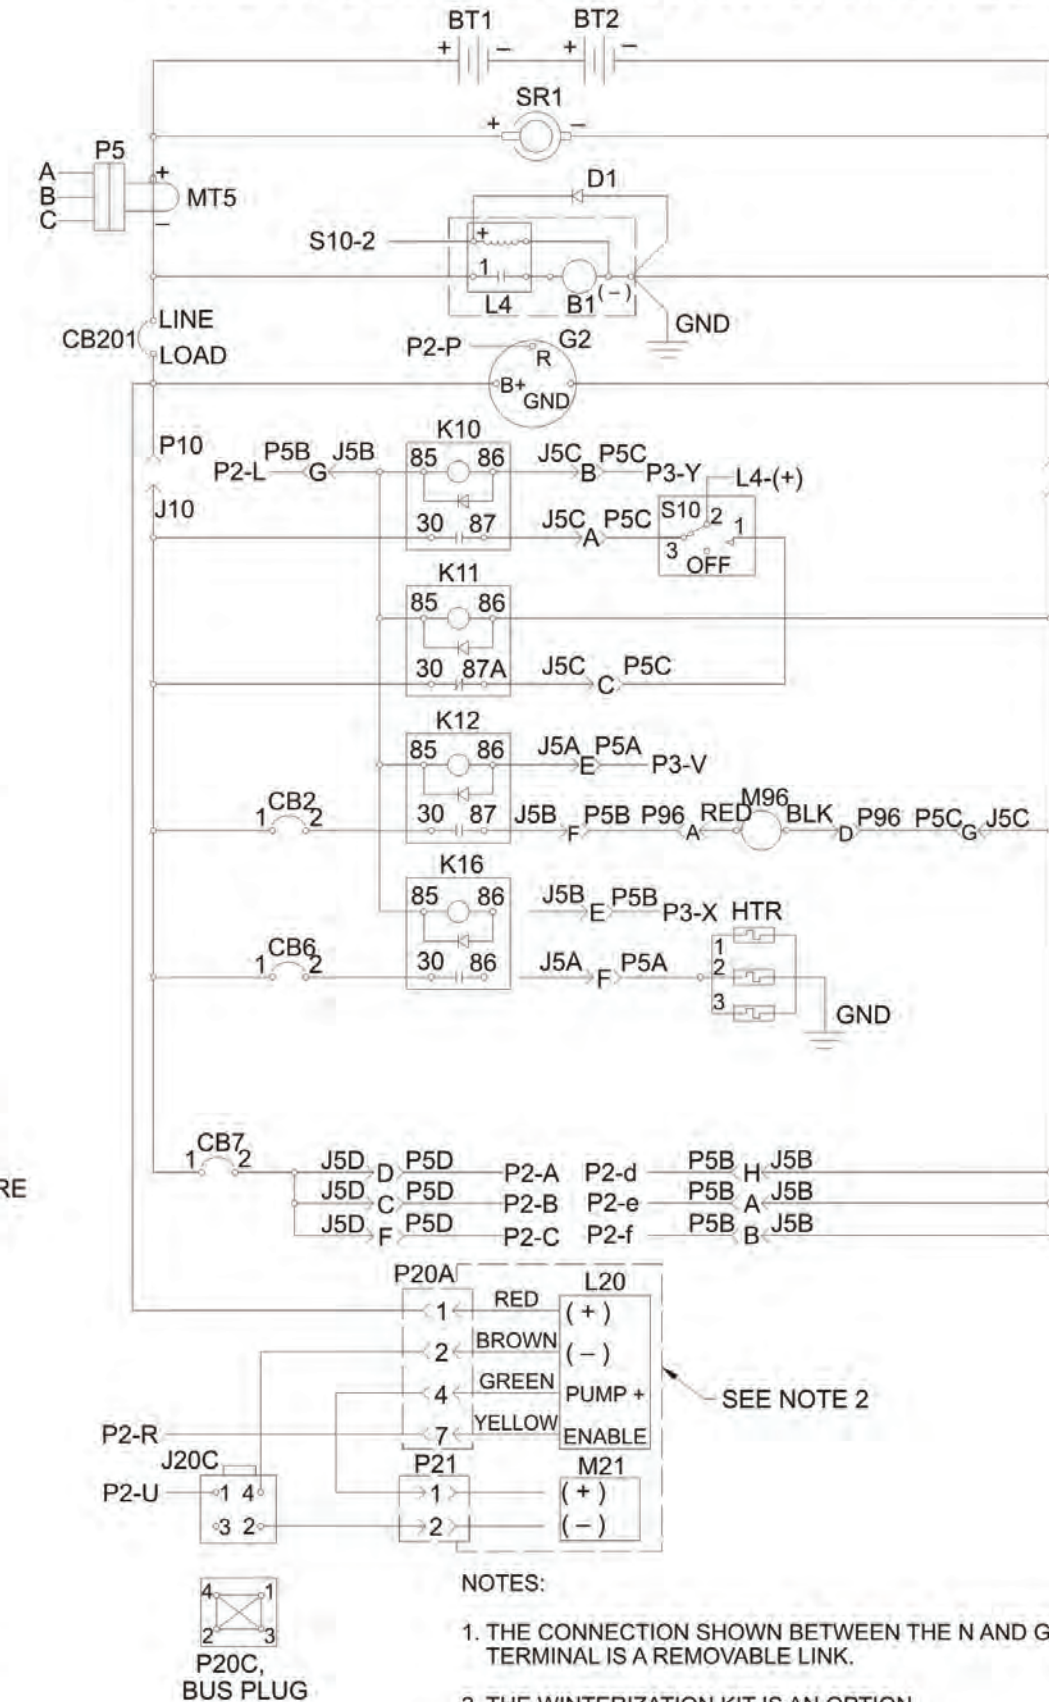 BT1 BT2
+ − + −
SR1
+ −
P5
A
B
C
+
−
MT5
D1
S10-2
+
1
L4 B1 (−)
GND
CB201
LINE
LOAD
P2-P R G2
B+ GND
P10
J10
K10
P2-L P5B G J5B 85 86 J5C B P5C P3-Y
L4-(+)
30 87 J5C A P5C
S10 2 1
3
OFF
K11
85 86
30 87A J5C C P5C
K12
85 86 J5A E P5A P3-V
1 CB2 2 30 87 J5B F P5B P96 A RED M96 BLK D P96 P5C G J5C
K16
85 86 J5B E P5B P3-X HTR
1 CB6 2 30 86 J5A F P5A
1
2
3
GND
1 CB7 2
J5D D P5D P2-A P2-d P5B H J5B
RE
J5D C P5D P2-B P2-e P5B A J5B
J5D F P5D P2-C P2-f P5B B J5B
P20A L20
1 RED (+)
2 BROWN (−)
4 GREEN PUMP +
SEE NOTE 2
P2-R 7 YELLOW ENABLE
J20C P21 M21
P2-U 1 4 1 (+)
3 2 2 (−)
4 1
2 3
P20C,
BUS PLUG
NOTES:
1. THE CONNECTION SHOWN BETWEEN THE N AND G
TERMINAL IS A REMOVABLE LINK.
2. THE WINTERIZATION KIT IS AN OPTION